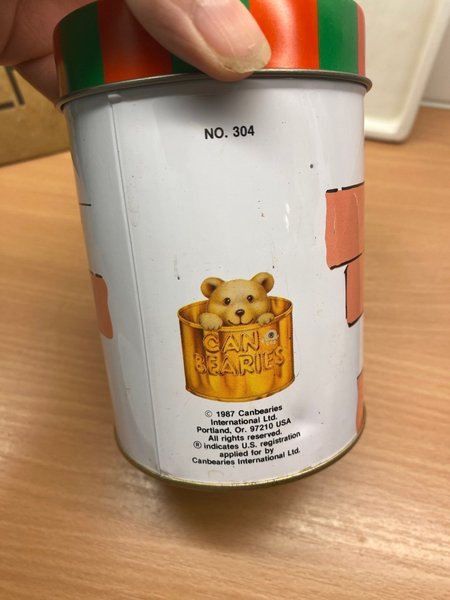 NO. 304
CAN
BEARIES
© 1987 Canbearies
International Ltd.
Portland, Or. 97210 USA
All rights reserved.
® indicates U.S. registration
applied for by
Canbearies International Ltd.